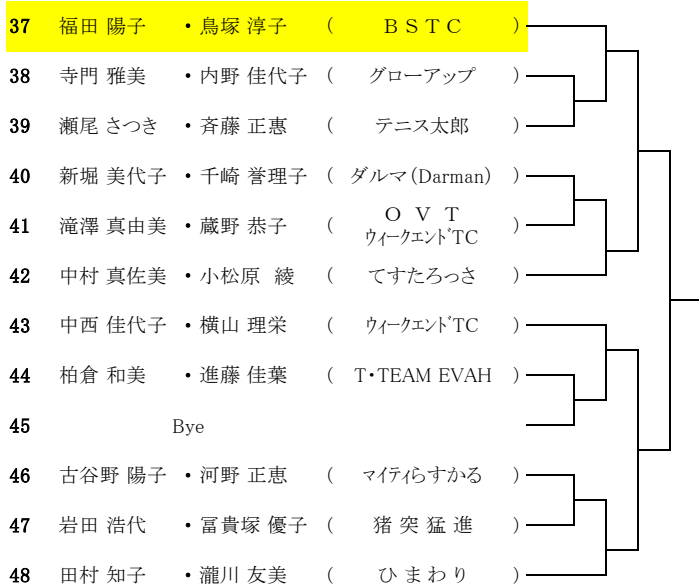 37 福田 陽子 ・鳥塚 淳子 ( ＢＳＴＣ )
38 寺門 雅美 ・内野 佳代子 ( グローアップ )
39 瀬尾 さつき ・斉藤 正惠 ( テニス太郎 )
40 新堀 美代子 ・千崎 誉理子 ( ダルマ(Darman) )
41 滝澤 真由美 ・蔵野 恭子 ( Ｏ Ｖ Ｔ
ｳｨｰｸｴﾝﾄﾞTC )
42 中村 真佐美 ・小松原 綾 ( てすたろっさ )
43 中西 佳代子 ・横山 理栄 ( ｳｨｰｸｴﾝﾄﾞTC )
44 柏倉 和美 ・進藤 佳葉 ( T・TEAM EVAH )
45 Bye
46 古谷野 陽子 ・河野 正恵 ( マイティらすかる )
47 岩田 浩代 ・冨貴塚 優子 ( 猪 突 猛 進 )
48 田村 知子 ・瀧川 友美 ( ひ ま わ り )